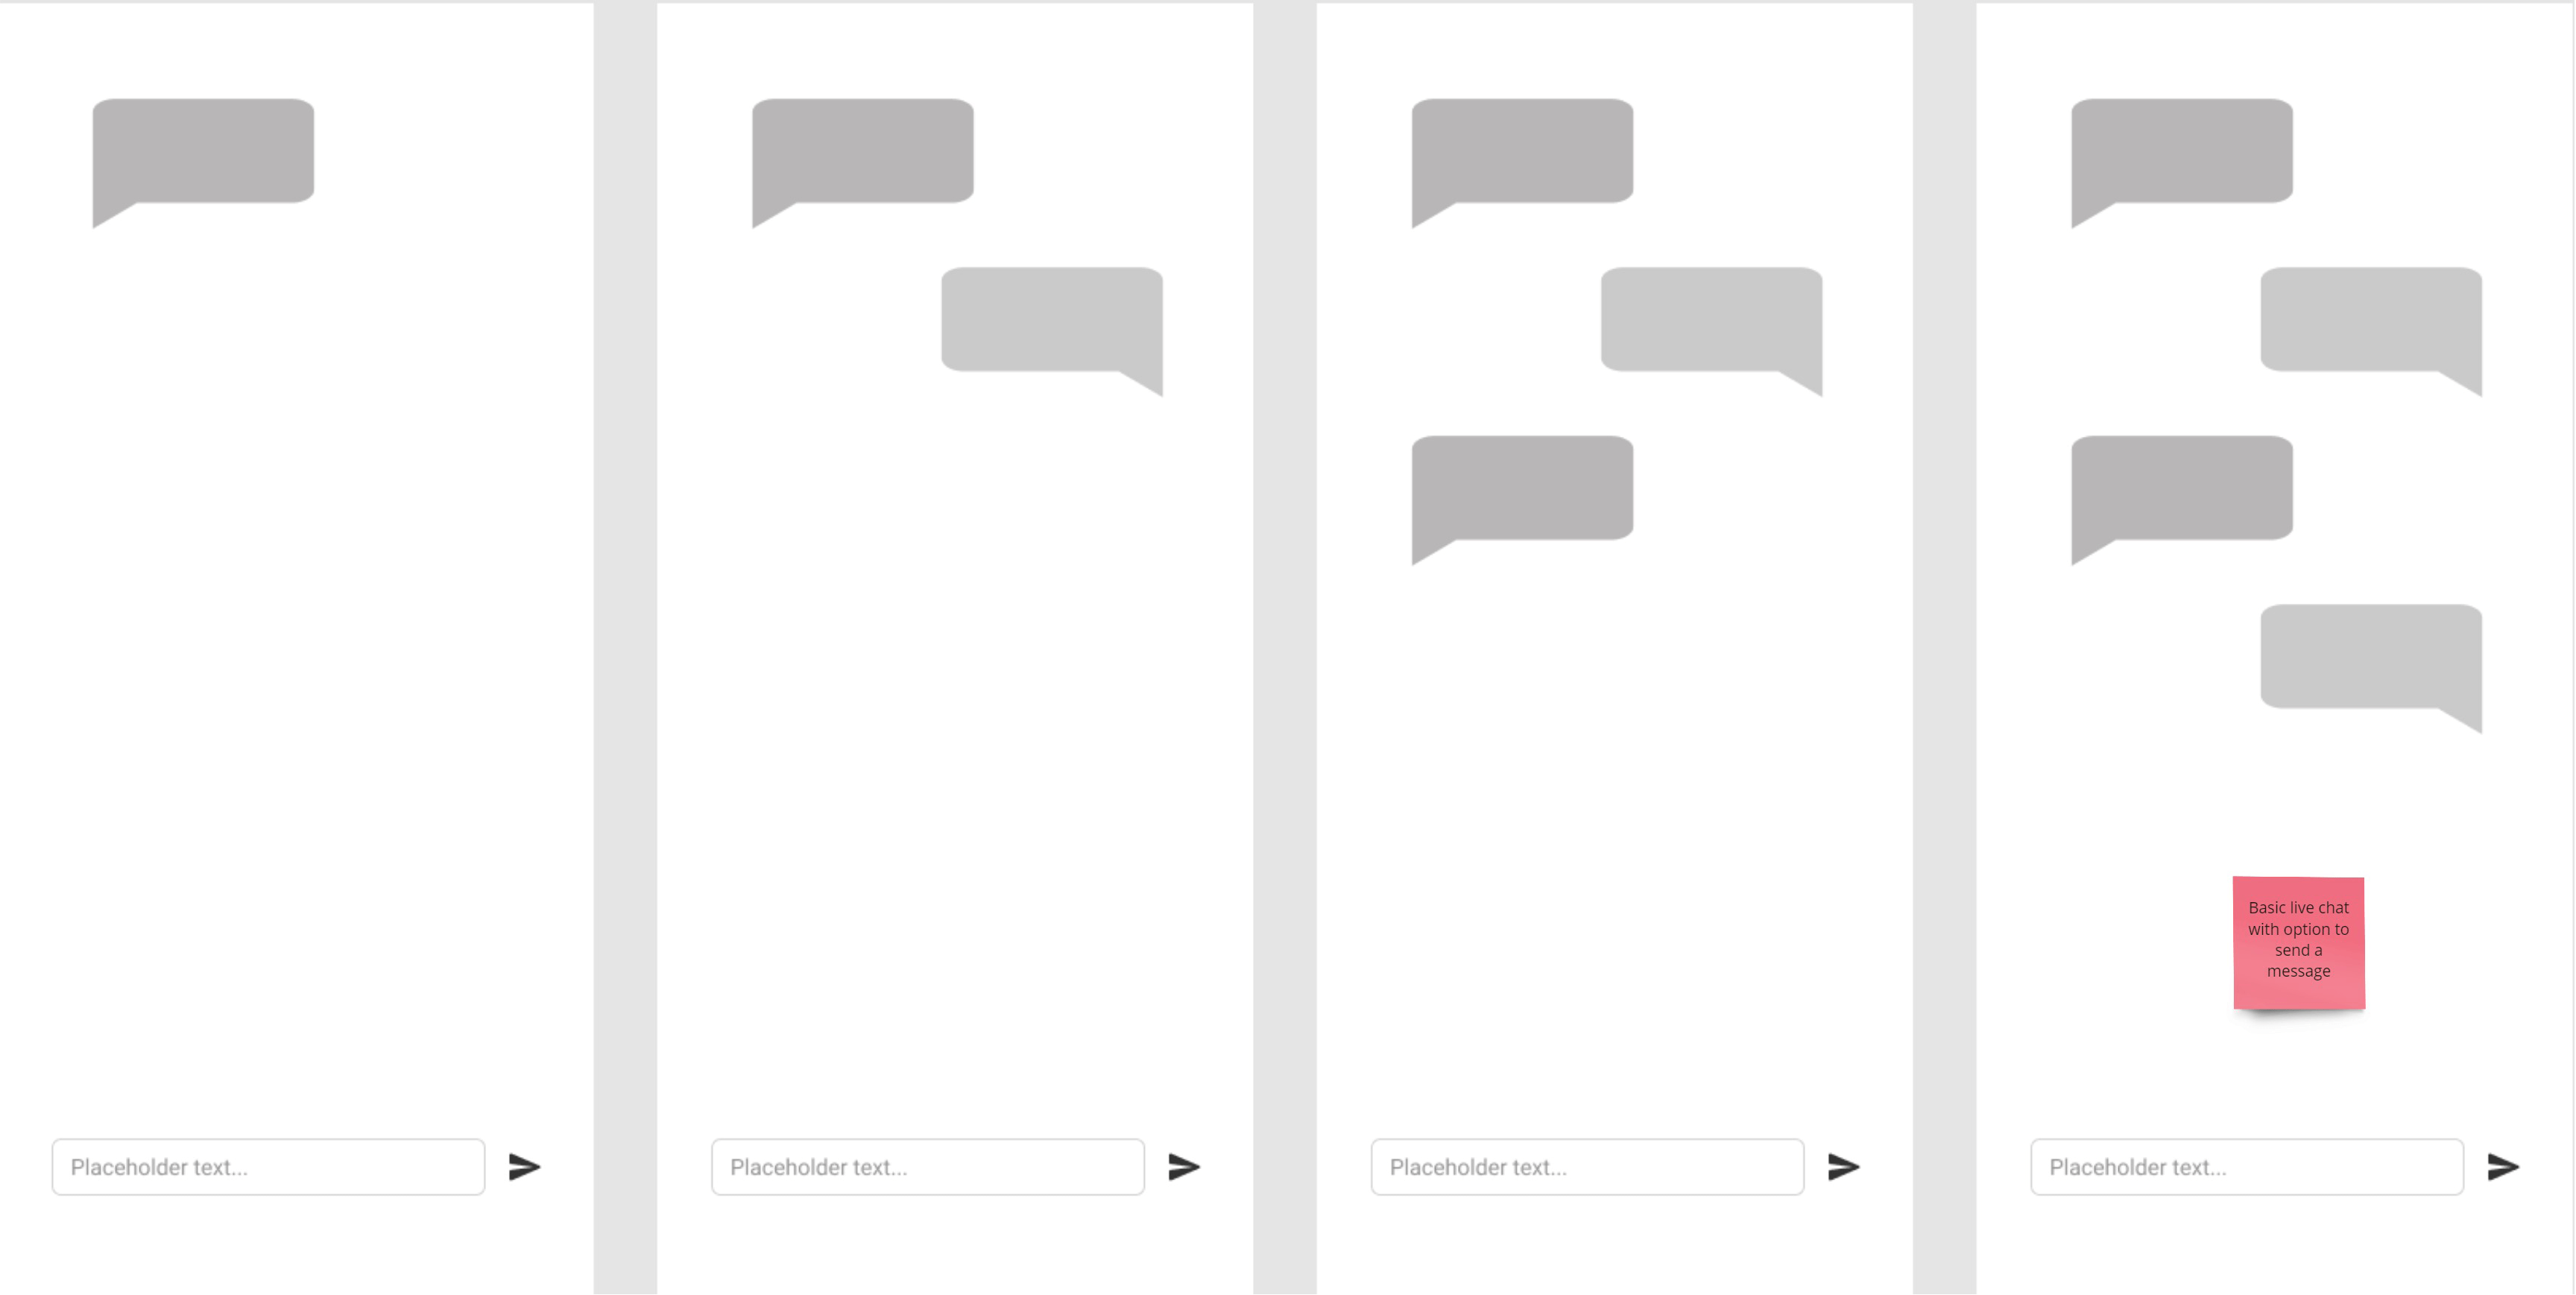 Basic live chat
with option to
send a
message
Placeholder text...
Placeholder text...
Placeholder text...
Placeholder text...